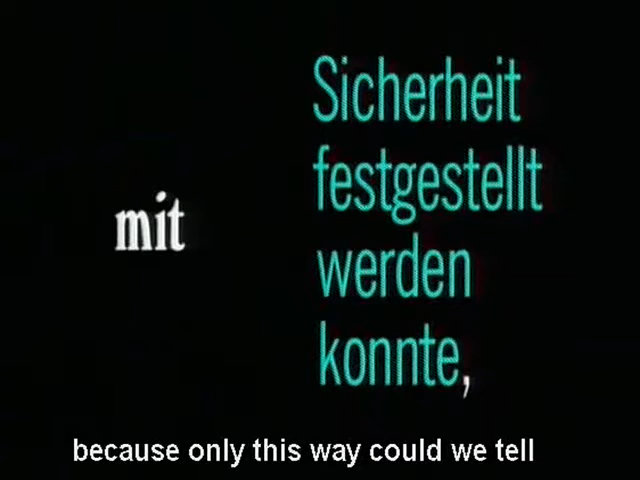 mit
Sicherheit
festgestellt
werden
konnte,
because only this way could we tell